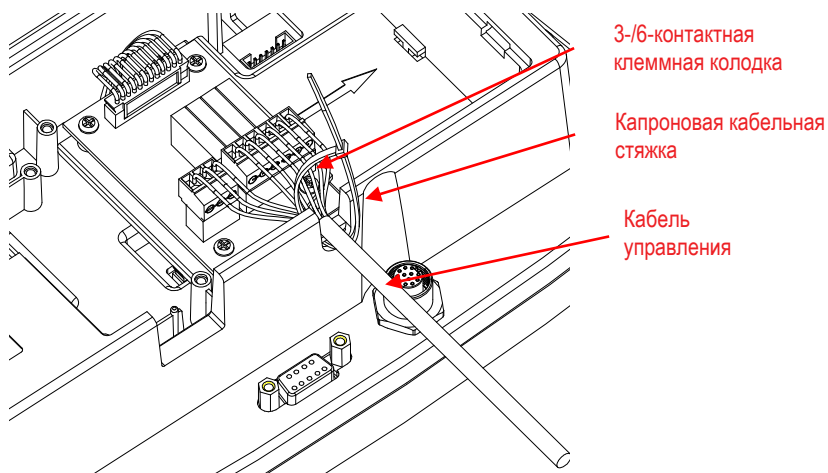 3-/6-контактная
клеммная колодка
Капроновая кабельная
стяжка
Кабель
управления